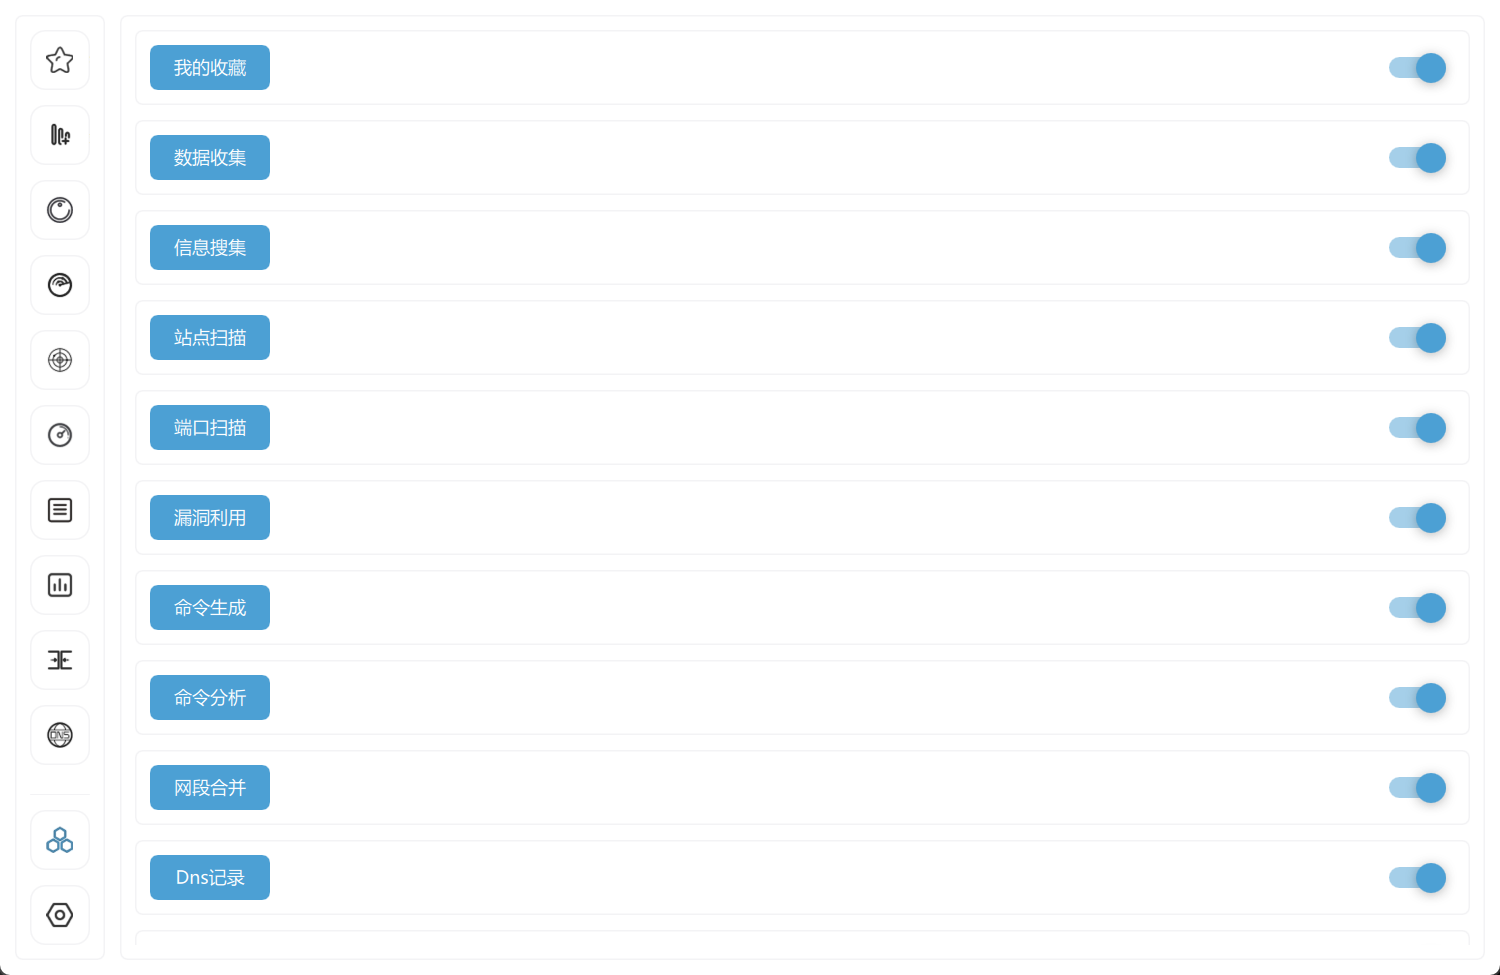 我的收藏
数据收集
信息搜集
站点扫描
端口扫描
漏洞利用
命令生成
命令分析
网段合并
DNS
Dns记录